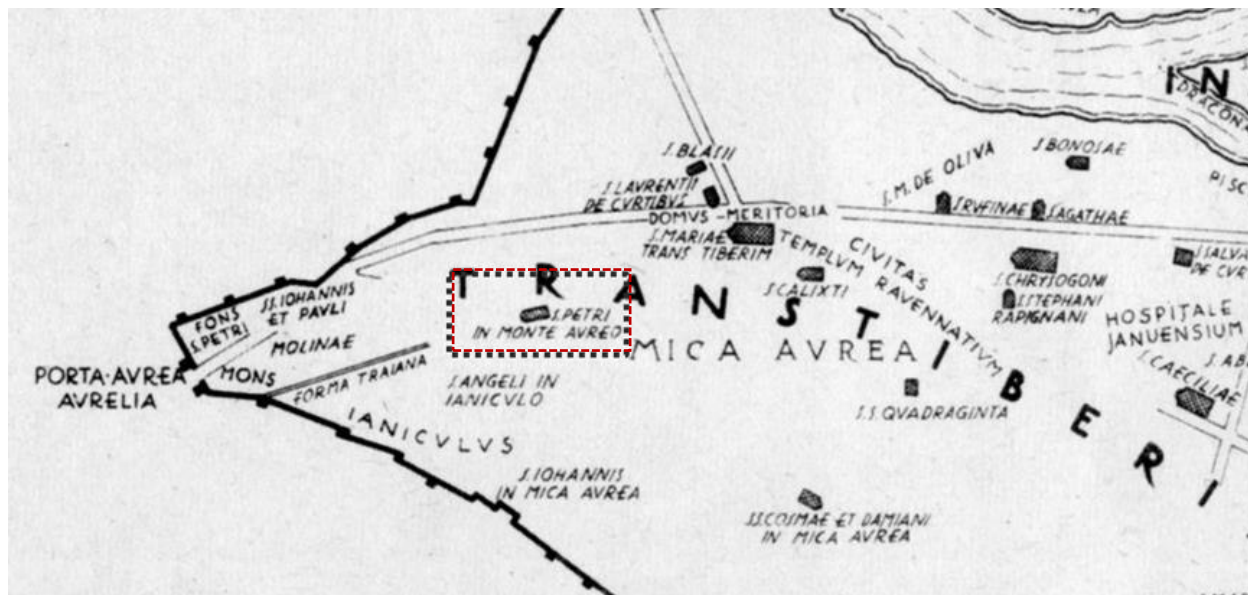 IN
DRACON
S. BLASII
S. BONOSAE
S. M. DE OLIVA
PISC
S. LAVRENTII
DE CVRTIBVS
DOMVS-MERITORIA
S. RVFINAE
S. AGATHAE
S. MARIAE
TRANS TIBERIM
TEMPLVM RAVENNATIVM
CIVITAS
S. SALVA
DE CVR
S. CHRYSOGONI
TRANSTIBERI
S. CALIXTI
S. STEPHANI
RAPIGNANI
HOSPITALE
JANUENSIUM
SS. IOHANNIS
ET PAVLI
FONS
S. PETRI
S. PETRI
IN MONTE AVREO
MICA AVREA
MOLINAE
PORTA·AVREA
AVRELIA
MONS
IANICVLVS
FORMA TRAIANA
S. ANGELI IN
IANICVLO
S. AB
S. CAECILIAE
S.S. QVADRAGINTA
S. IOHANNIS
IN MICA AVREA
SS. COSMAE ET DAMIANI
IN MICA AVREA